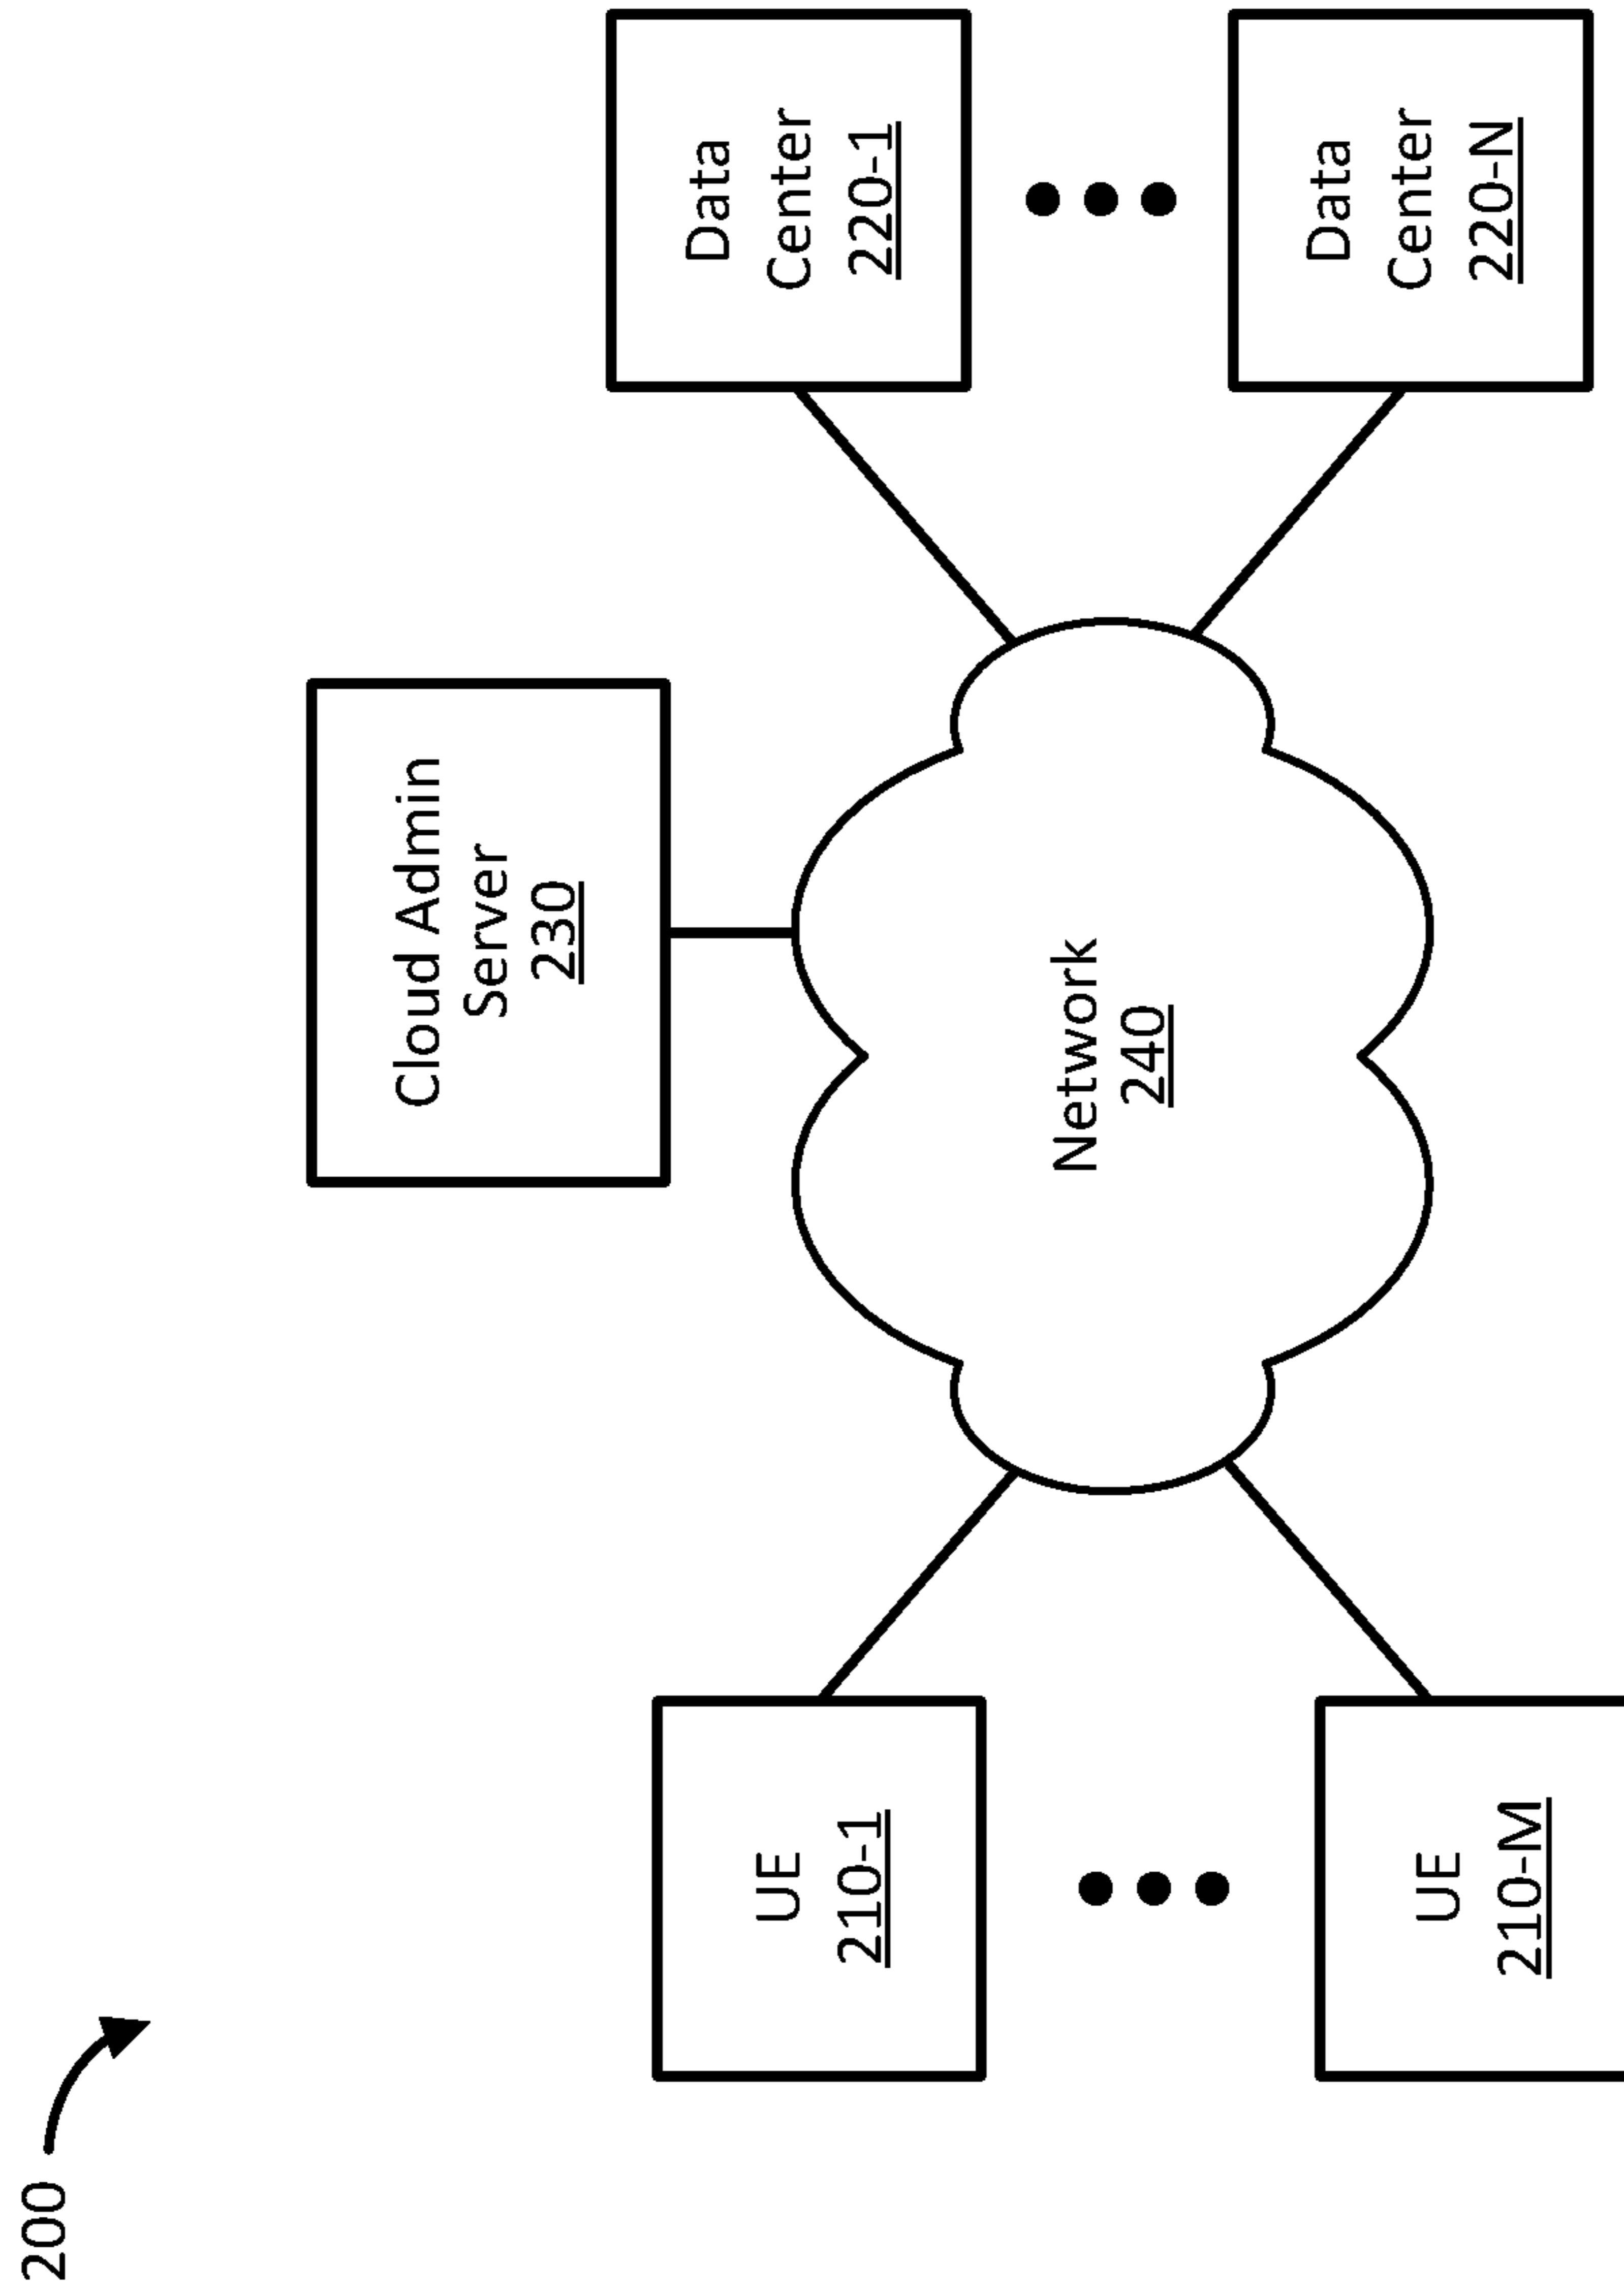 200
Cloud Admin
Server
230
UE
210-1
UE
210-M
Network
240
Data
Center
220-1
Data
Center
220-N